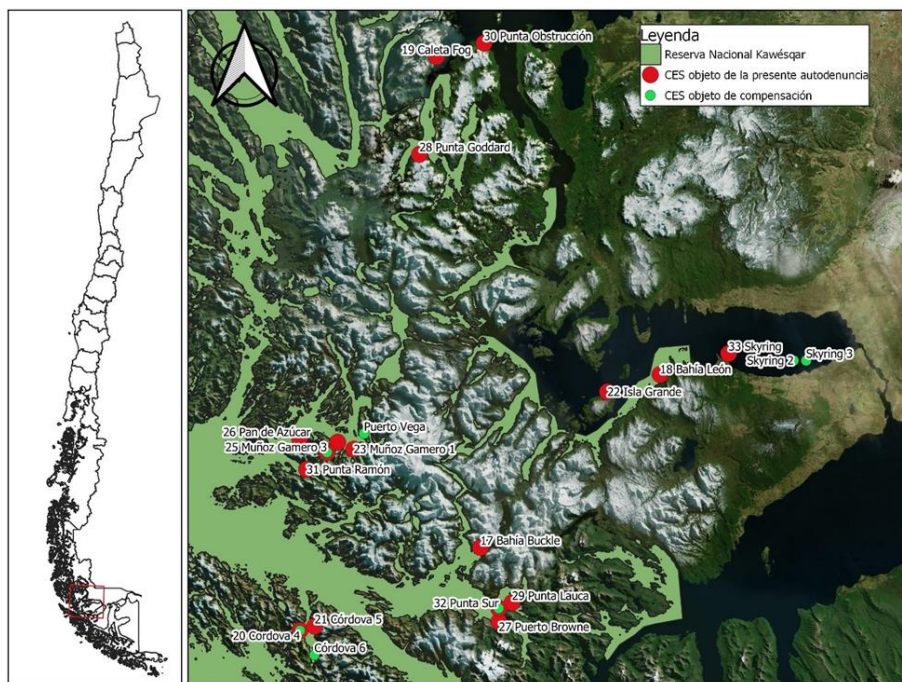 30 Punta Obstrucción
19 Caleta Fog
Leyenda
Reserva Nacional Kawésqar
CES objeto de la presente autodenuncia
CES objeto de compensación
28 Punta Goddard
33 Skyring
Skyring 2
Skyring 3
18 Bahía León
22 Isla Grande
26 Pan de Azúcar
Puerto Vega
25 Muñoz Gamero 3
23 Muñoz Gamero 1
31 Punta Ramón
17 Bahía Buckle
29 Punta Lauca
32 Punta Sur
27 Puerto Browne
21 Córdova 5
20 Cordova 4
Córdova 6